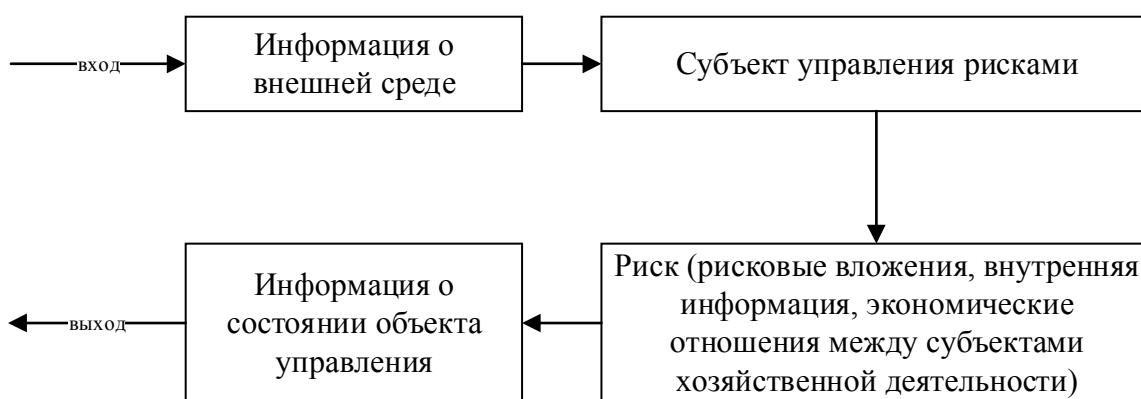 вход
Информация о
внешней среде
Субъект управления рисками
Риск (рисковые вложения, внутренняя
информация, экономические
отношения между субъектами
хозяйственной деятельности)
Информация о
состоянии объекта
управления
выход